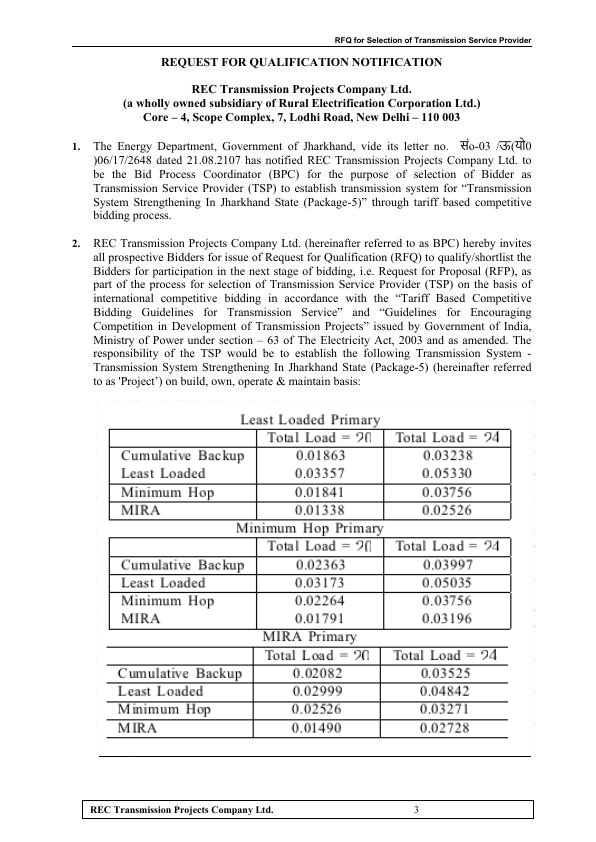 RFQ for Selection of Transmission Service Provider
REQUEST FOR QUALIFICATION NOTIFICATION
REC Transmission Projects Company Ltd.
(a wholly owned subsidiary of Rural Electrification Corporation Ltd.)
Core – 4, Scope Complex, 7, Lodhi Road, New Delhi – 110 003
1. The Energy Department, Government of Jharkhand, vide its letter no. संo-03 /ऊ(यो0
)06/17/2648 dated 21.08.2107 has notified REC Transmission Projects Company Ltd. to
be the Bid Process Coordinator (BPC) for the purpose of selection of Bidder as
Transmission Service Provider (TSP) to establish transmission system for “Transmission
System Strengthening In Jharkhand State (Package-5)” through tariff based competitive
bidding process.
2. REC Transmission Projects Company Ltd. (hereinafter referred to as BPC) hereby invites
all prospective Bidders for issue of Request for Qualification (RFQ) to qualify/shortlist the
Bidders for participation in the next stage of bidding, i.e. Request for Proposal (RFP), as
part of the process for selection of Transmission Service Provider (TSP) on the basis of
international competitive bidding in accordance with the “Tariff Based Competitive
Bidding Guidelines for Transmission Service” and “Guidelines for Encouraging
Competition in Development of Transmission Projects” issued by Government of India,
Ministry of Power under section – 63 of The Electricity Act, 2003 and as amended. The
responsibility of the TSP would be to establish the following Transmission System -
Transmission System Strengthening In Jharkhand State (Package-5) (hereinafter referred
to as 'Project') on build, own, operate & maintain basis:
Least Loaded Primary
Total Load = Total Load =
Cumulative Backup 0.01863 0.03238
Least Loaded 0.03357 0.05330
Minimum Hop 0.01841 0.03756
MIRA 0.01338 0.02526
Minimum Hop Primary
Total Load = Total Load =
Cumulative Backup 0.02363 0.03997
Least Loaded 0.03173 0.05035
Minimum Hop 0.02264 0.03756
MIRA 0.01791 0.03196
MIRA Primary
Total Load = Total Load =
Cumulative Backup 0.02082 0.03525
Least Loaded 0.02999 0.04842
Minimum Hop 0.02526 0.03271
MIRA 0.01490 0.02728
REC Transmission Projects Company Ltd. 3